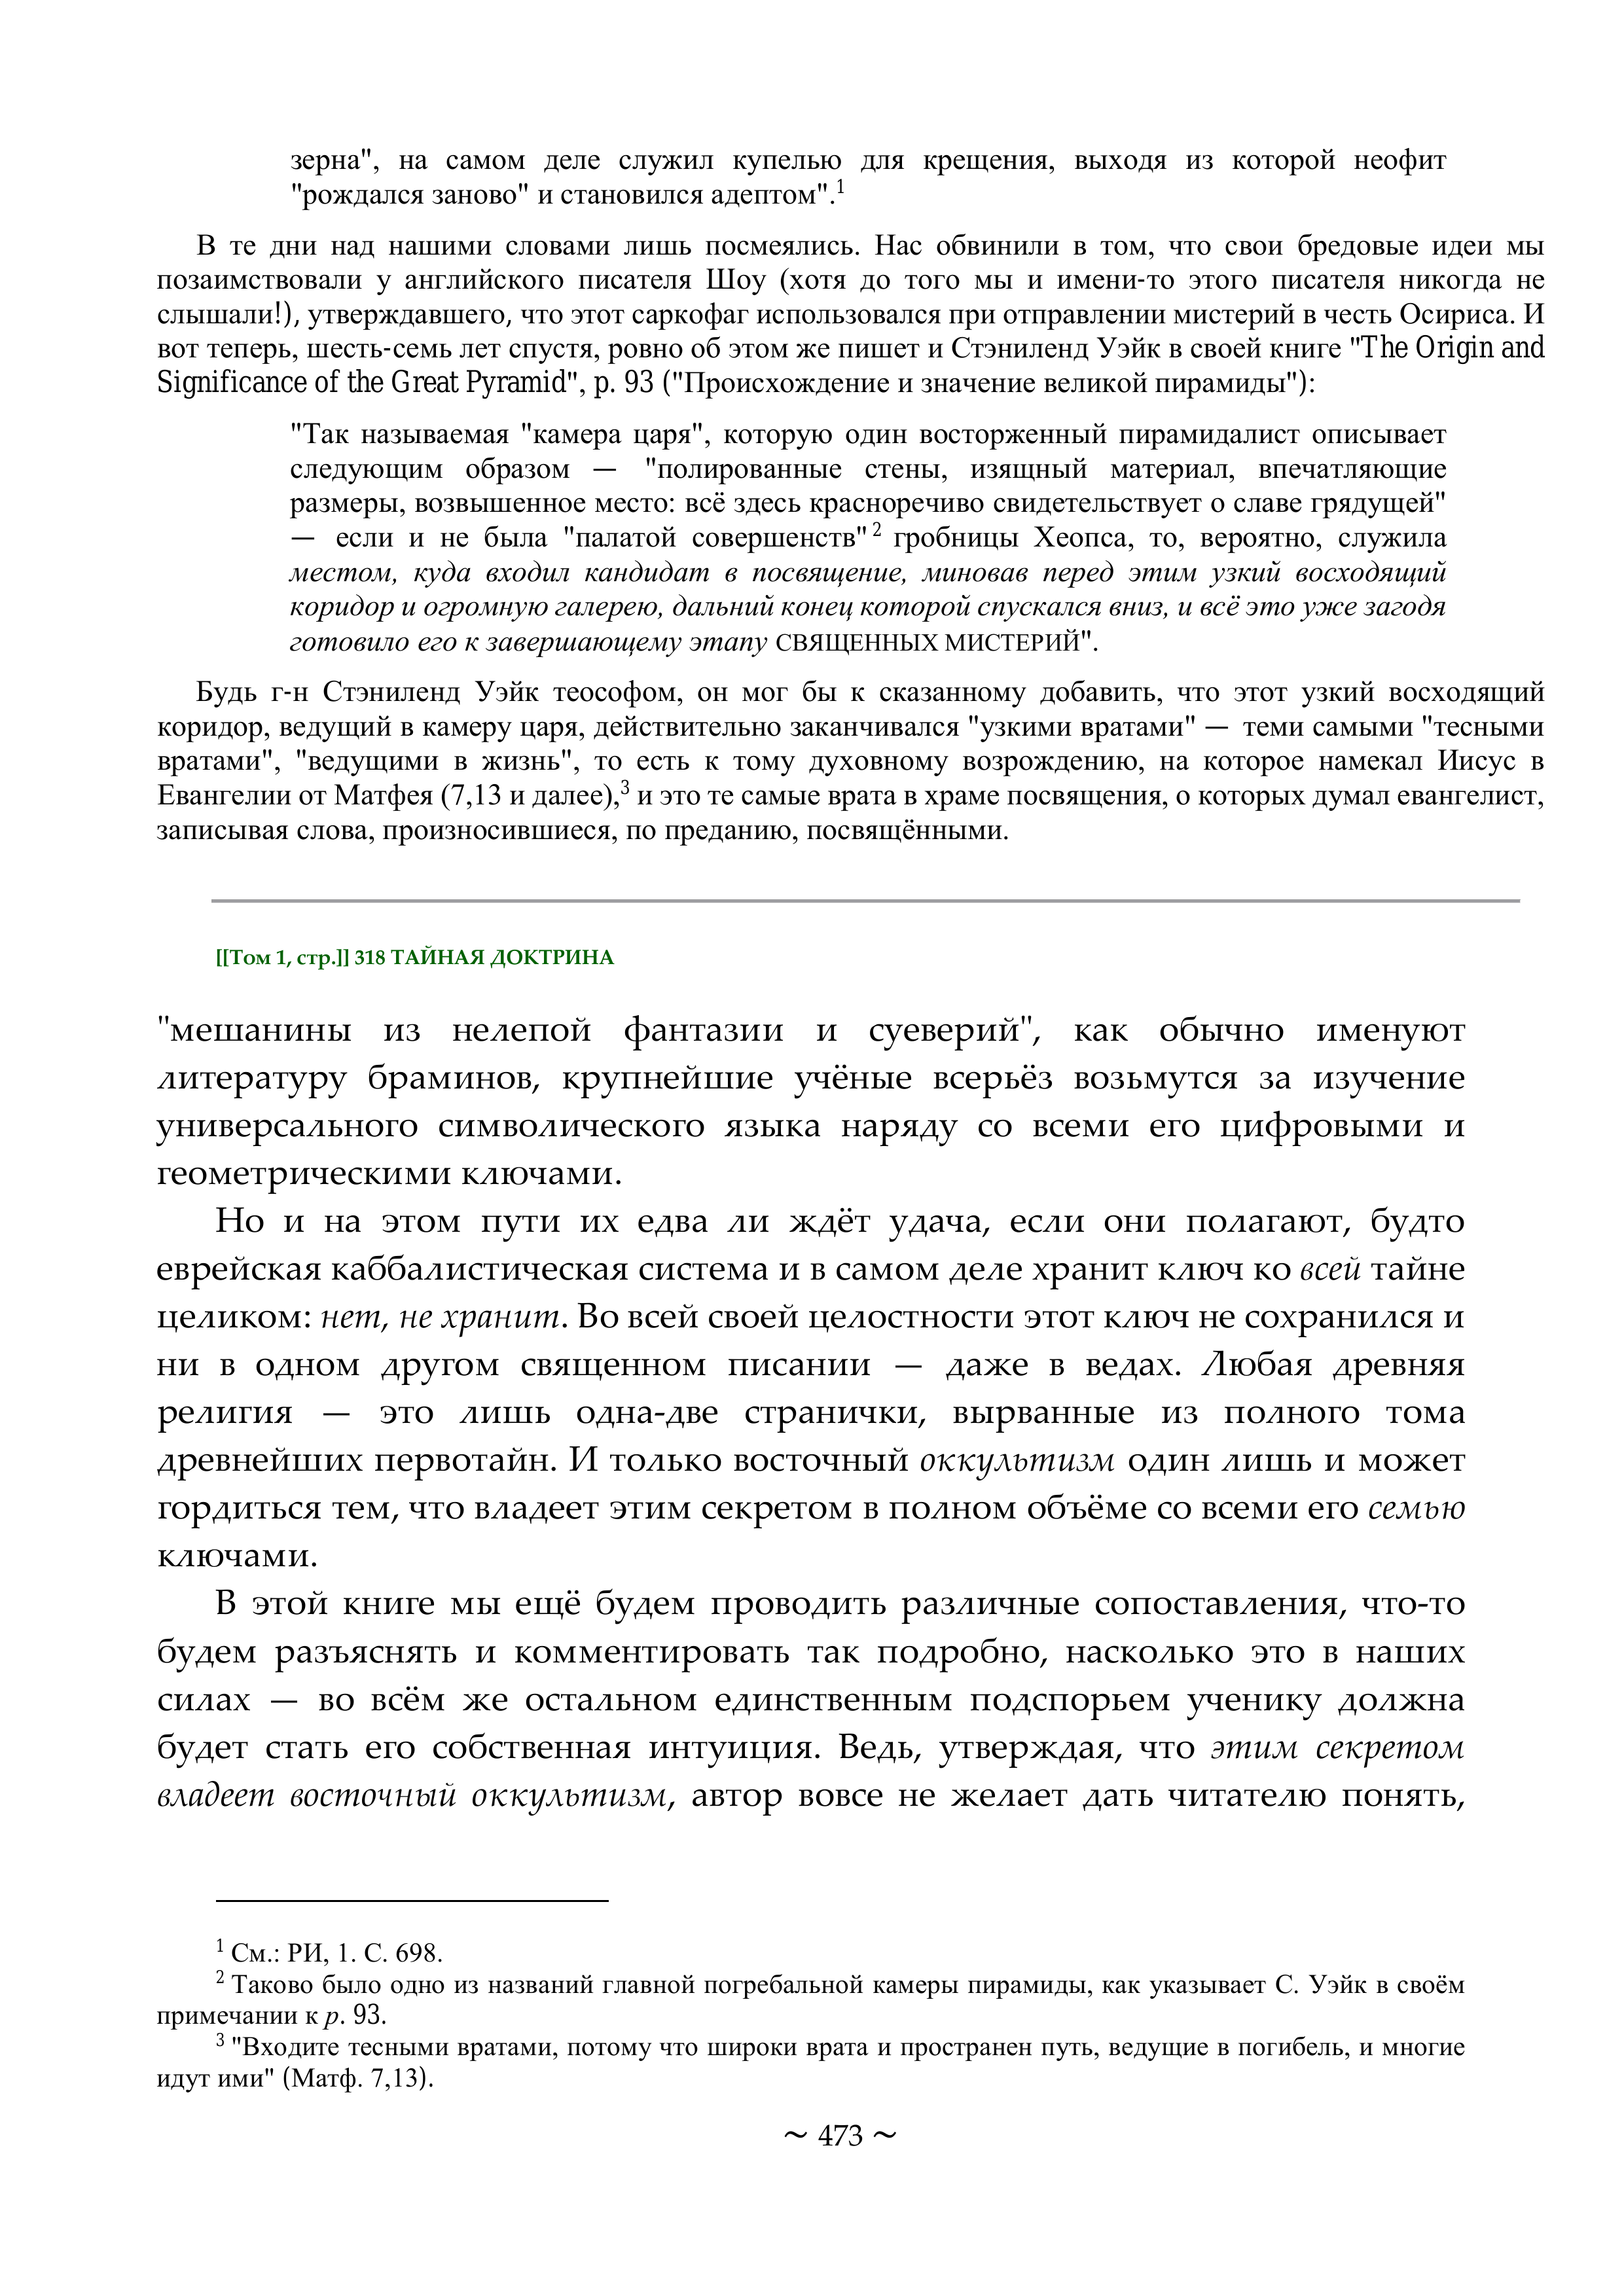 зерна", на самом деле служил купелью для крещения, выходя из которой неофит
"рождался заново" и становился адептом".1
В те дни над нашими словами лишь посмеялись. Нас обвинили в том, что свои бредовые идеи мы
позаимствовали у английского писателя Шоу (хотя до того мы и имени-то этого писателя никогда не
слышали!), утверждавшего, что этот саркофаг использовался при отправлении мистерий в честь Осириса. И
вот теперь, шесть-семь лет спустя, ровно об этом же пишет и Стэниленд Уэйк в своей книге "The Origin and
Significance of the Great Pyramid", p. 93 ("Происхождение и значение великой пирамиды"):
"Так называемая "камера царя", которую один восторженный пирамидалист описывает
следующим образом — "полированные стены, изящный материал, впечатляющие
размеры, возвышенное место: всё здесь красноречиво свидетельствует о славе грядущей"
— если и не была "палатой совершенств" 2 гробницы Хеопса, то, вероятно, служила
местом, куда входил кандидат в посвящение, миновав перед этим узкий восходящий
коридор и огромную галерею, дальний конец которой спускался вниз, и всё это уже загодя
готовило его к завершающему этапу СВЯЩЕННЫХ МИСТЕРИЙ".
Будь г-н Стэниленд Уэйк теософом, он мог бы к сказанному добавить, что этот узкий восходящий
коридор, ведущий в камеру царя, действительно заканчивался "узкими вратами" — теми самыми "тесными
вратами", "ведущими в жизнь", то есть к тому духовному возрождению, на которое намекал Иисус в
Евангелии от Матфея (7,13 и далее),3 и это те самые врата в храме посвящения, о которых думал евангелист,
записывая слова, произносившиеся, по преданию, посвящёнными.
[[Том 1, стр.]] 318 ТАЙНАЯ ДОКТРИНА
"мешанины из нелепой фантазии и суеверий", как обычно именуют
литературу браминов, крупнейшие учёные всерьёз возьмутся за изучение
универсального символического языка наряду со всеми его цифровыми и
геометрическими ключами.
Но и на этом пути их едва ли ждёт удача, если они полагают, будто
еврейская каббалистическая система и в самом деле хранит ключ ко всей тайне
целиком: нет, не хранит. Во всей своей целостности этот ключ не сохранился и
ни в одном другом священном писании — даже в ведах. Любая древняя
религия — это лишь одна-две странички, вырванные из полного тома
древнейших первотайн. И только восточный оккультизм один лишь и может
гордиться тем, что владеет этим секретом в полном объёме со всеми его семью
ключами.
В этой книге мы ещё будем проводить различные сопоставления, что-то
будем разъяснять и комментировать так подробно, насколько это в наших
силах — во всём же остальном единственным подспорьем ученику должна
будет стать его собственная интуиция. Ведь, утверждая, что этим секретом
владеет восточный оккультизм, автор вовсе не желает дать читателю понять,
1 См.: РИ, 1. С. 698.
2 Таково было одно из названий главной погребальной камеры пирамиды, как указывает С. Уэйк в своём
примечании к p. 93.
3 "Входите тесными вратами, потому что широки врата и пространен путь, ведущие в погибель, и многие
идут ими" (Матф. 7,13).
~ 473 ~